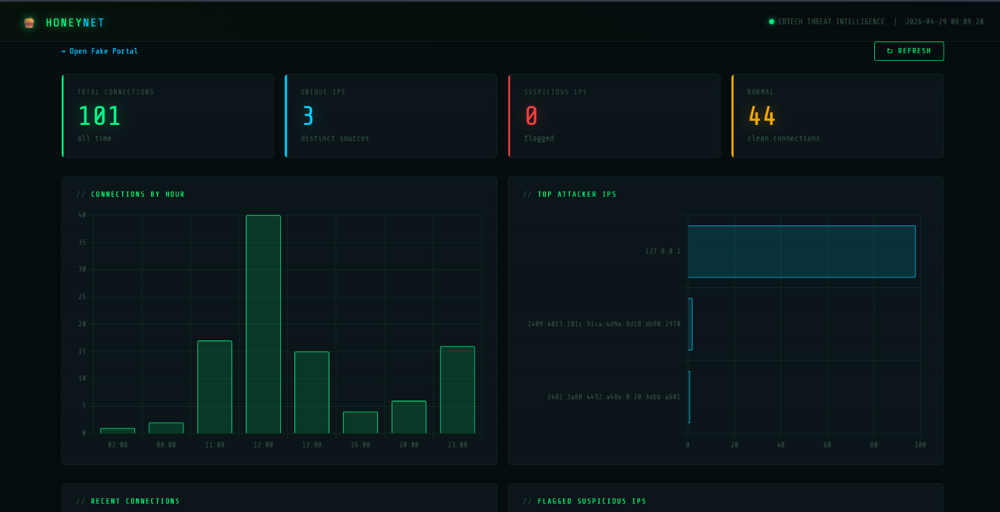 HONEYNET
EDTECH THREAT INTELLIGENCE | 2026-04-29 08:09:20
→ Open Fake Portal
↻ REFRESH
TOTAL CONNECTIONS
101
all time
UNIQUE IPS
3
distinct sources
SUSPICIOUS IPS
0
flagged
NORMAL
44
clean connections
// CONNECTIONS BY HOUR
40
35
30
25
20
15
10
5
0
02:00 08:00 11:00 12:00 13:00 16:00 20:00 23:00
// TOP ATTACKER IPS
127.0.0.1
2409:40f3:101c:91ca:4d9e:8d18:db90:2970
2402:3a80:4492:a48e:0:20:3ebb:a601
0 20 40 60 80 100
// RECENT CONNECTIONS
// FLAGGED SUSPICIOUS IPS